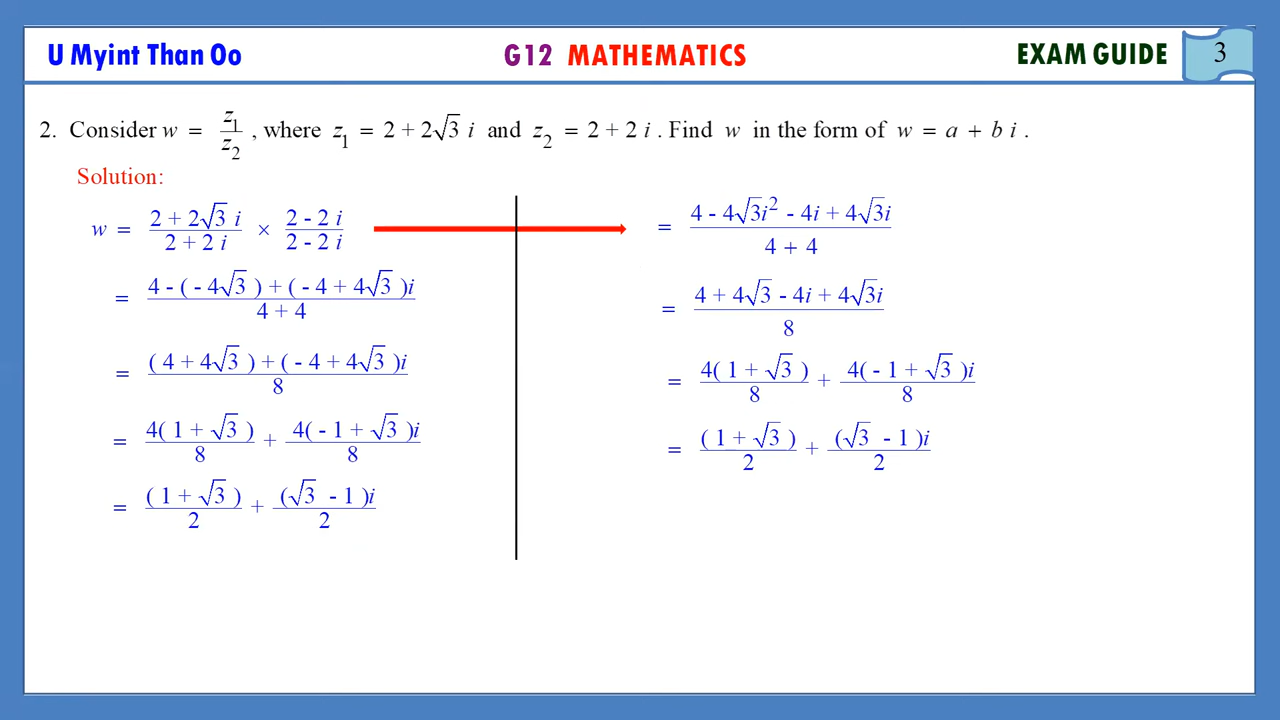 U Myint Than Oo G12 MATHEMATICS EXAM GUIDE 3
2. Consider w = z₁/z₂ , where z₁ = 2 + 2√3 i and z₂ = 2 + 2 i . Find w in the form of w = a + b i .
Solution:
w = (2 + 2√3 i)/(2 + 2 i) × (2 - 2 i)/(2 - 2 i)
= (4 - ( - 4√3 ) + ( - 4 + 4√3 )i)/(4 + 4)
= (( 4 + 4√3 ) + ( - 4 + 4√3 )i)/8
= 4( 1 + √3 )/8 + 4( - 1 + √3 )i/8
= ( 1 + √3 )/2 + (√3 - 1 )i/2
= (4 - 4√3i² - 4i + 4√3i)/(4 + 4)
= (4 + 4√3 - 4i + 4√3i)/8
= 4( 1 + √3 )/8 + 4( - 1 + √3 )i/8
= ( 1 + √3 )/2 + (√3 - 1 )i/2